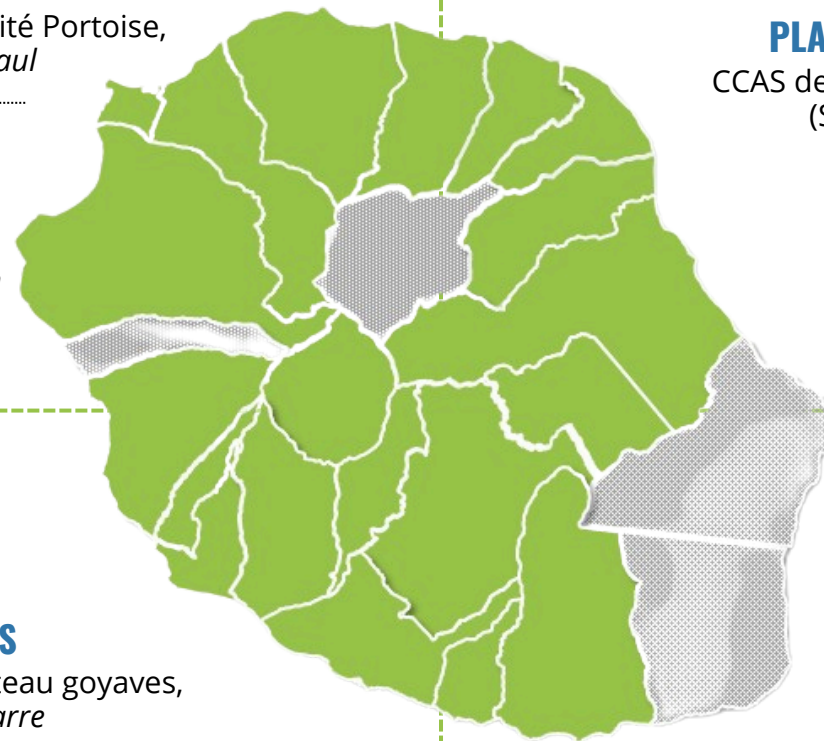 ité Portoise,
aul
PLA
CCAS de
(S
S
teau goyaves,
arre